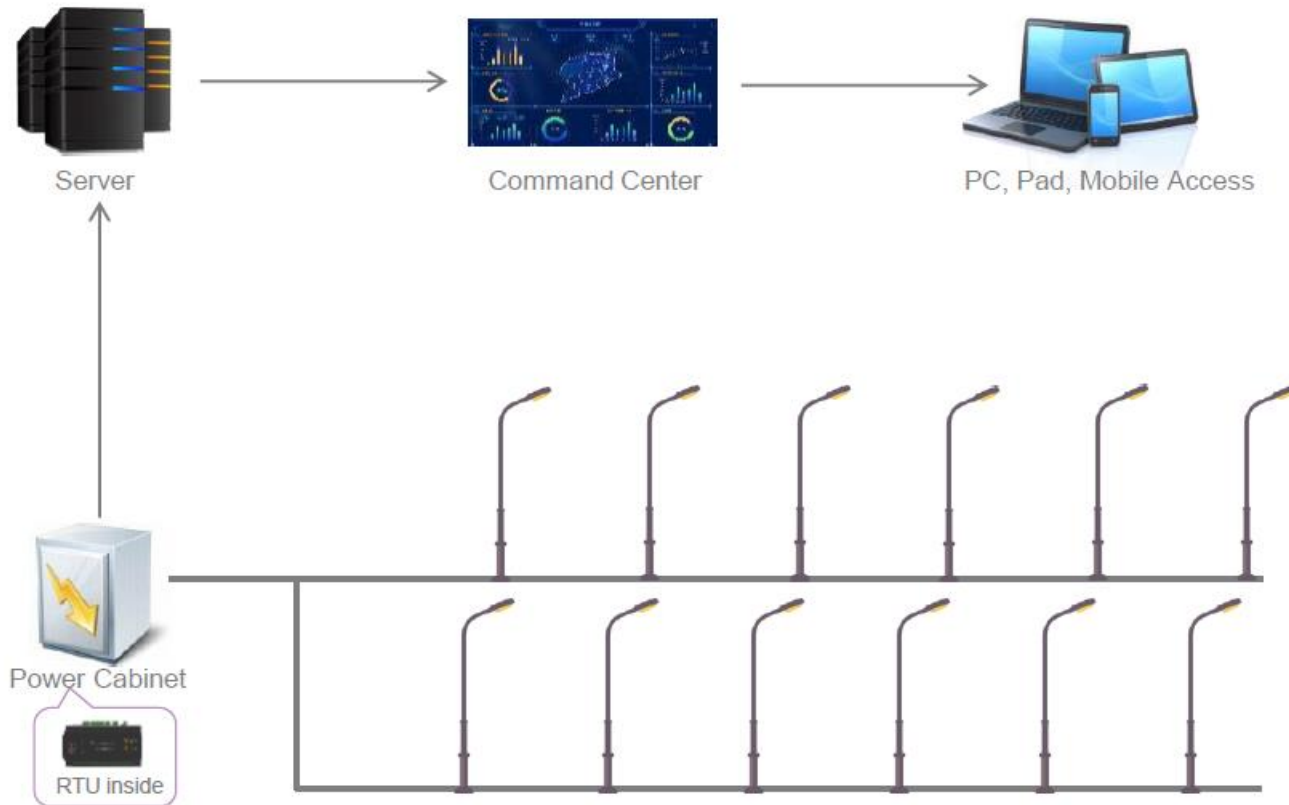 Server
Command Center
PC, Pad, Mobile Access
Power Cabinet
RTU inside